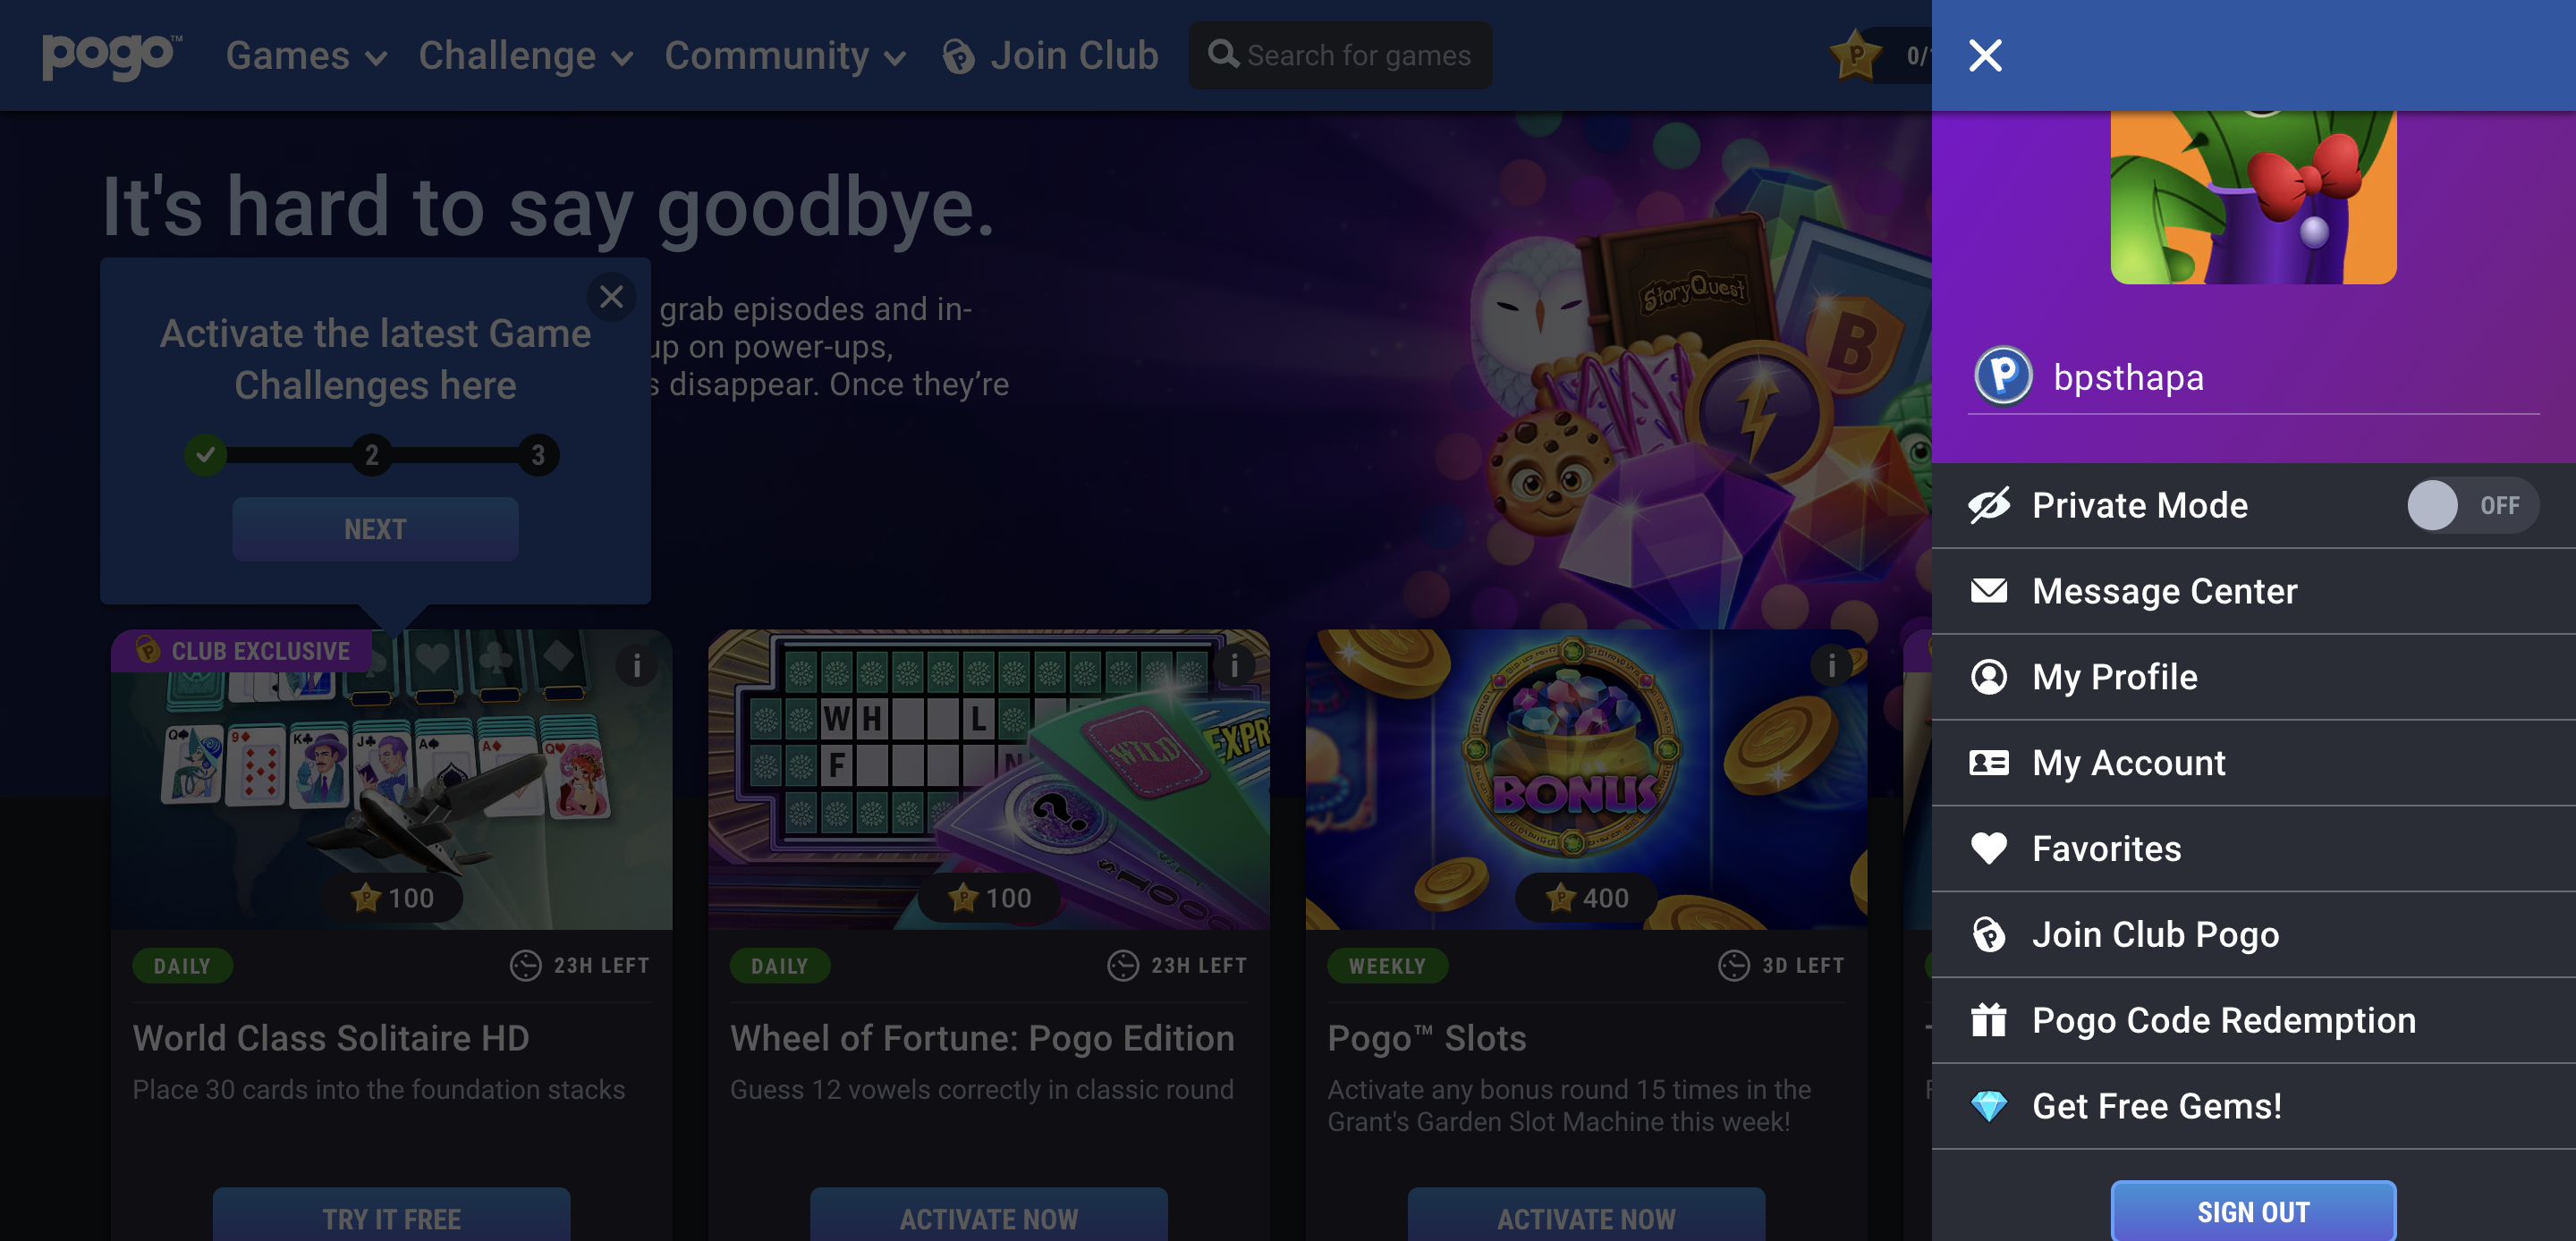 pogo™
Games
Challenge
Community
Join Club
Search for games
0/
It's hard to say goodbye.
grab episodes and in-
up on power-ups,
disappear. Once they're
Activate the latest Game
Challenges here
2
3
NEXT
StoryQuest
B
CLUB EXCLUSIVE
100
DAILY
23H LEFT
World Class Solitaire HD
Place 30 cards into the foundation stacks
TRY IT FREE
W H L
F N
WILD
EXPR
?
$1000
100
DAILY
23H LEFT
Wheel of Fortune: Pogo Edition
Guess 12 vowels correctly in classic round
ACTIVATE NOW
BONUS
400
WEEKLY
3D LEFT
Pogo™ Slots
Activate any bonus round 15 times in the
Grant's Garden Slot Machine this week!
ACTIVATE NOW
bpsthapa
Private Mode
OFF
Message Center
My Profile
My Account
Favorites
Join Club Pogo
Pogo Code Redemption
Get Free Gems!
SIGN OUT